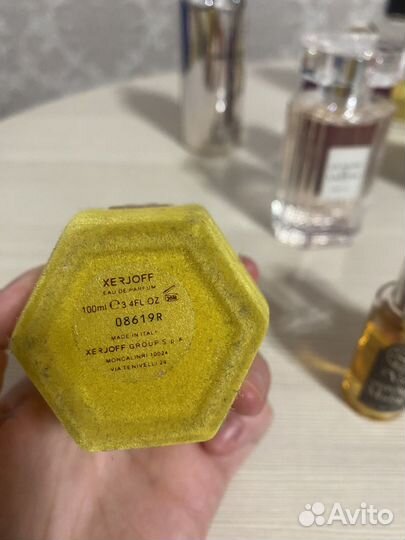 XERJOFF
EAU DE PARFUM
100ml ℮ 3.4FL OZ 24M
08619R
MADE IN ITALY
XERJOFF GROUP S.p.A.
MONCALIERI 10024
VIA TENIVELLI 29
Avito